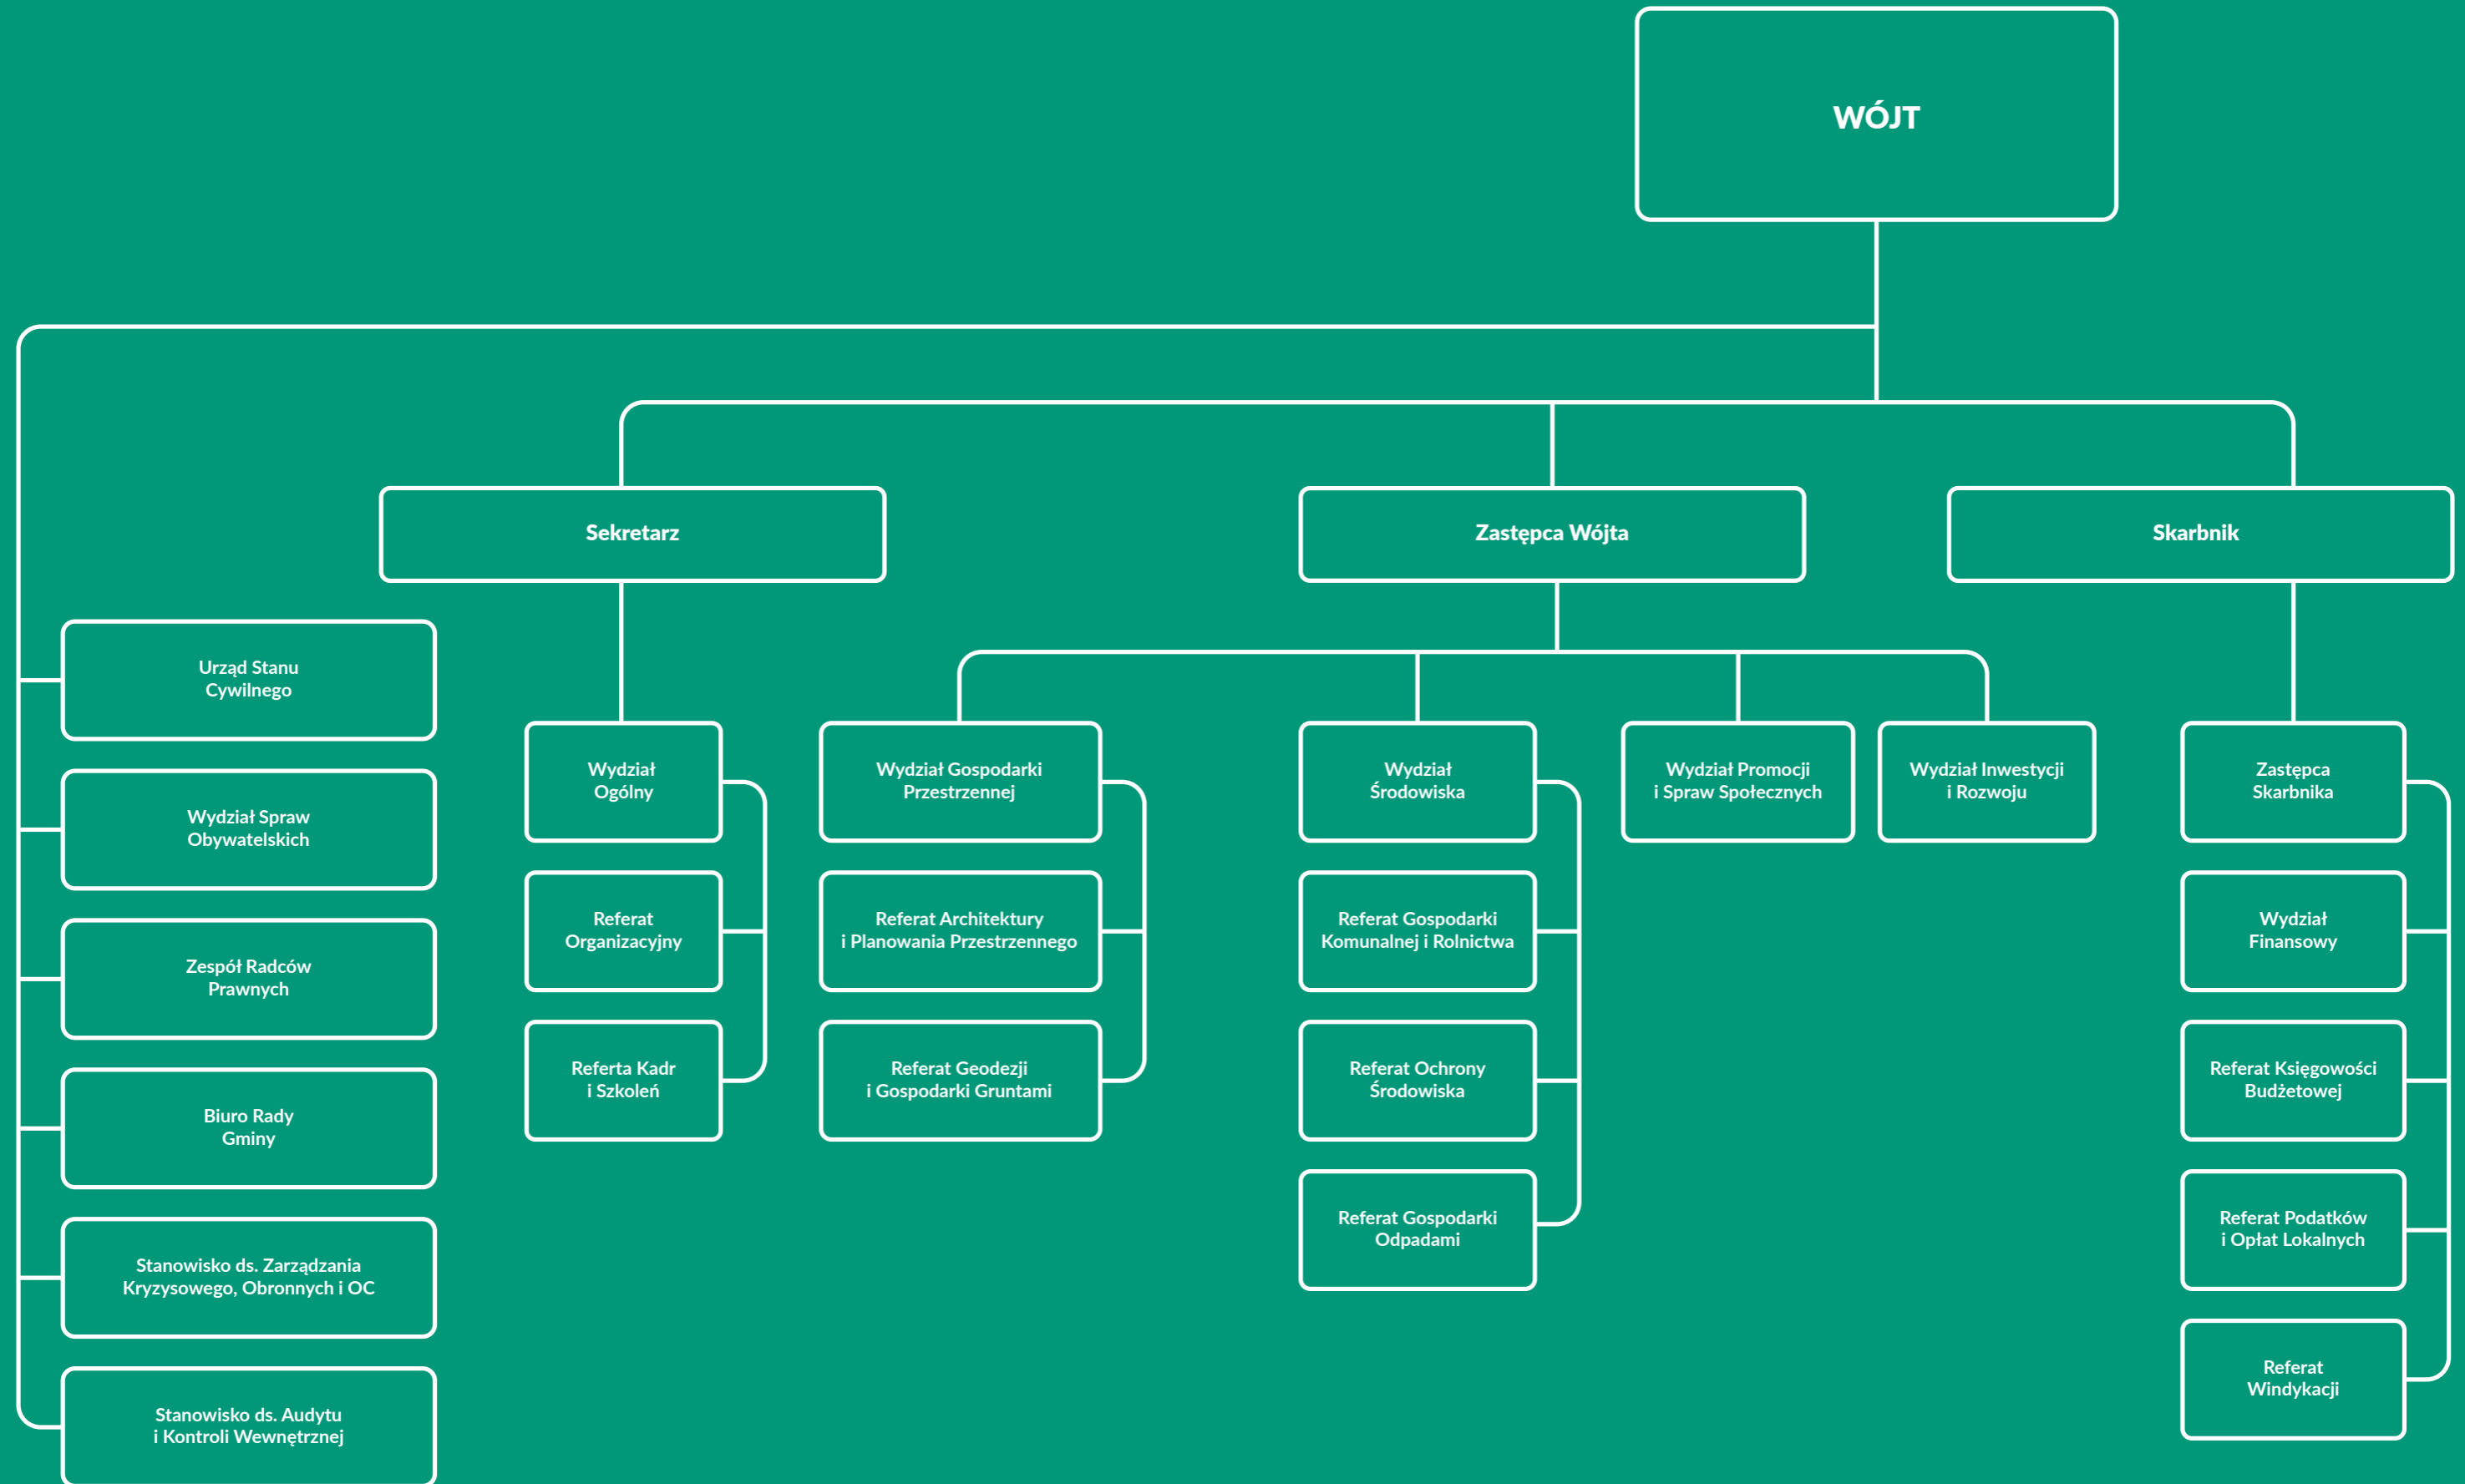 WÓJT
Sekretarz
Zastępca Wójta
Skarbnik
Urząd Stanu
Cywilnego
Wydział Spraw
Obywatelskich
Zespół Radców
Prawnych
Biuro Rady
Gminy
Stanowisko ds. Zarządzania
Kryzysowego, Obronnych i OC
Stanowisko ds. Audytu
i Kontroli Wewnętrznej
Wydział
Ogólny
Referat
Organizacyjny
Referta Kadr
i Szkoleń
Wydział Gospodarki
Przestrzennej
Referat Architektury
i Planowania Przestrzennego
Referat Geodezji
i Gospodarki Gruntami
Wydział
Środowiska
Referat Gospodarki
Komunalnej i Rolnictwa
Referat Ochrony
Środowiska
Referat Gospodarki
Odpadami
Wydział Promocji
i Spraw Społecznych
Wydział Inwestycji
i Rozwoju
Zastępca
Skarbnika
Wydział
Finansowy
Referat Księgowości
Budżetowej
Referat Podatków
i Opłat Lokalnych
Referat
Windykacji